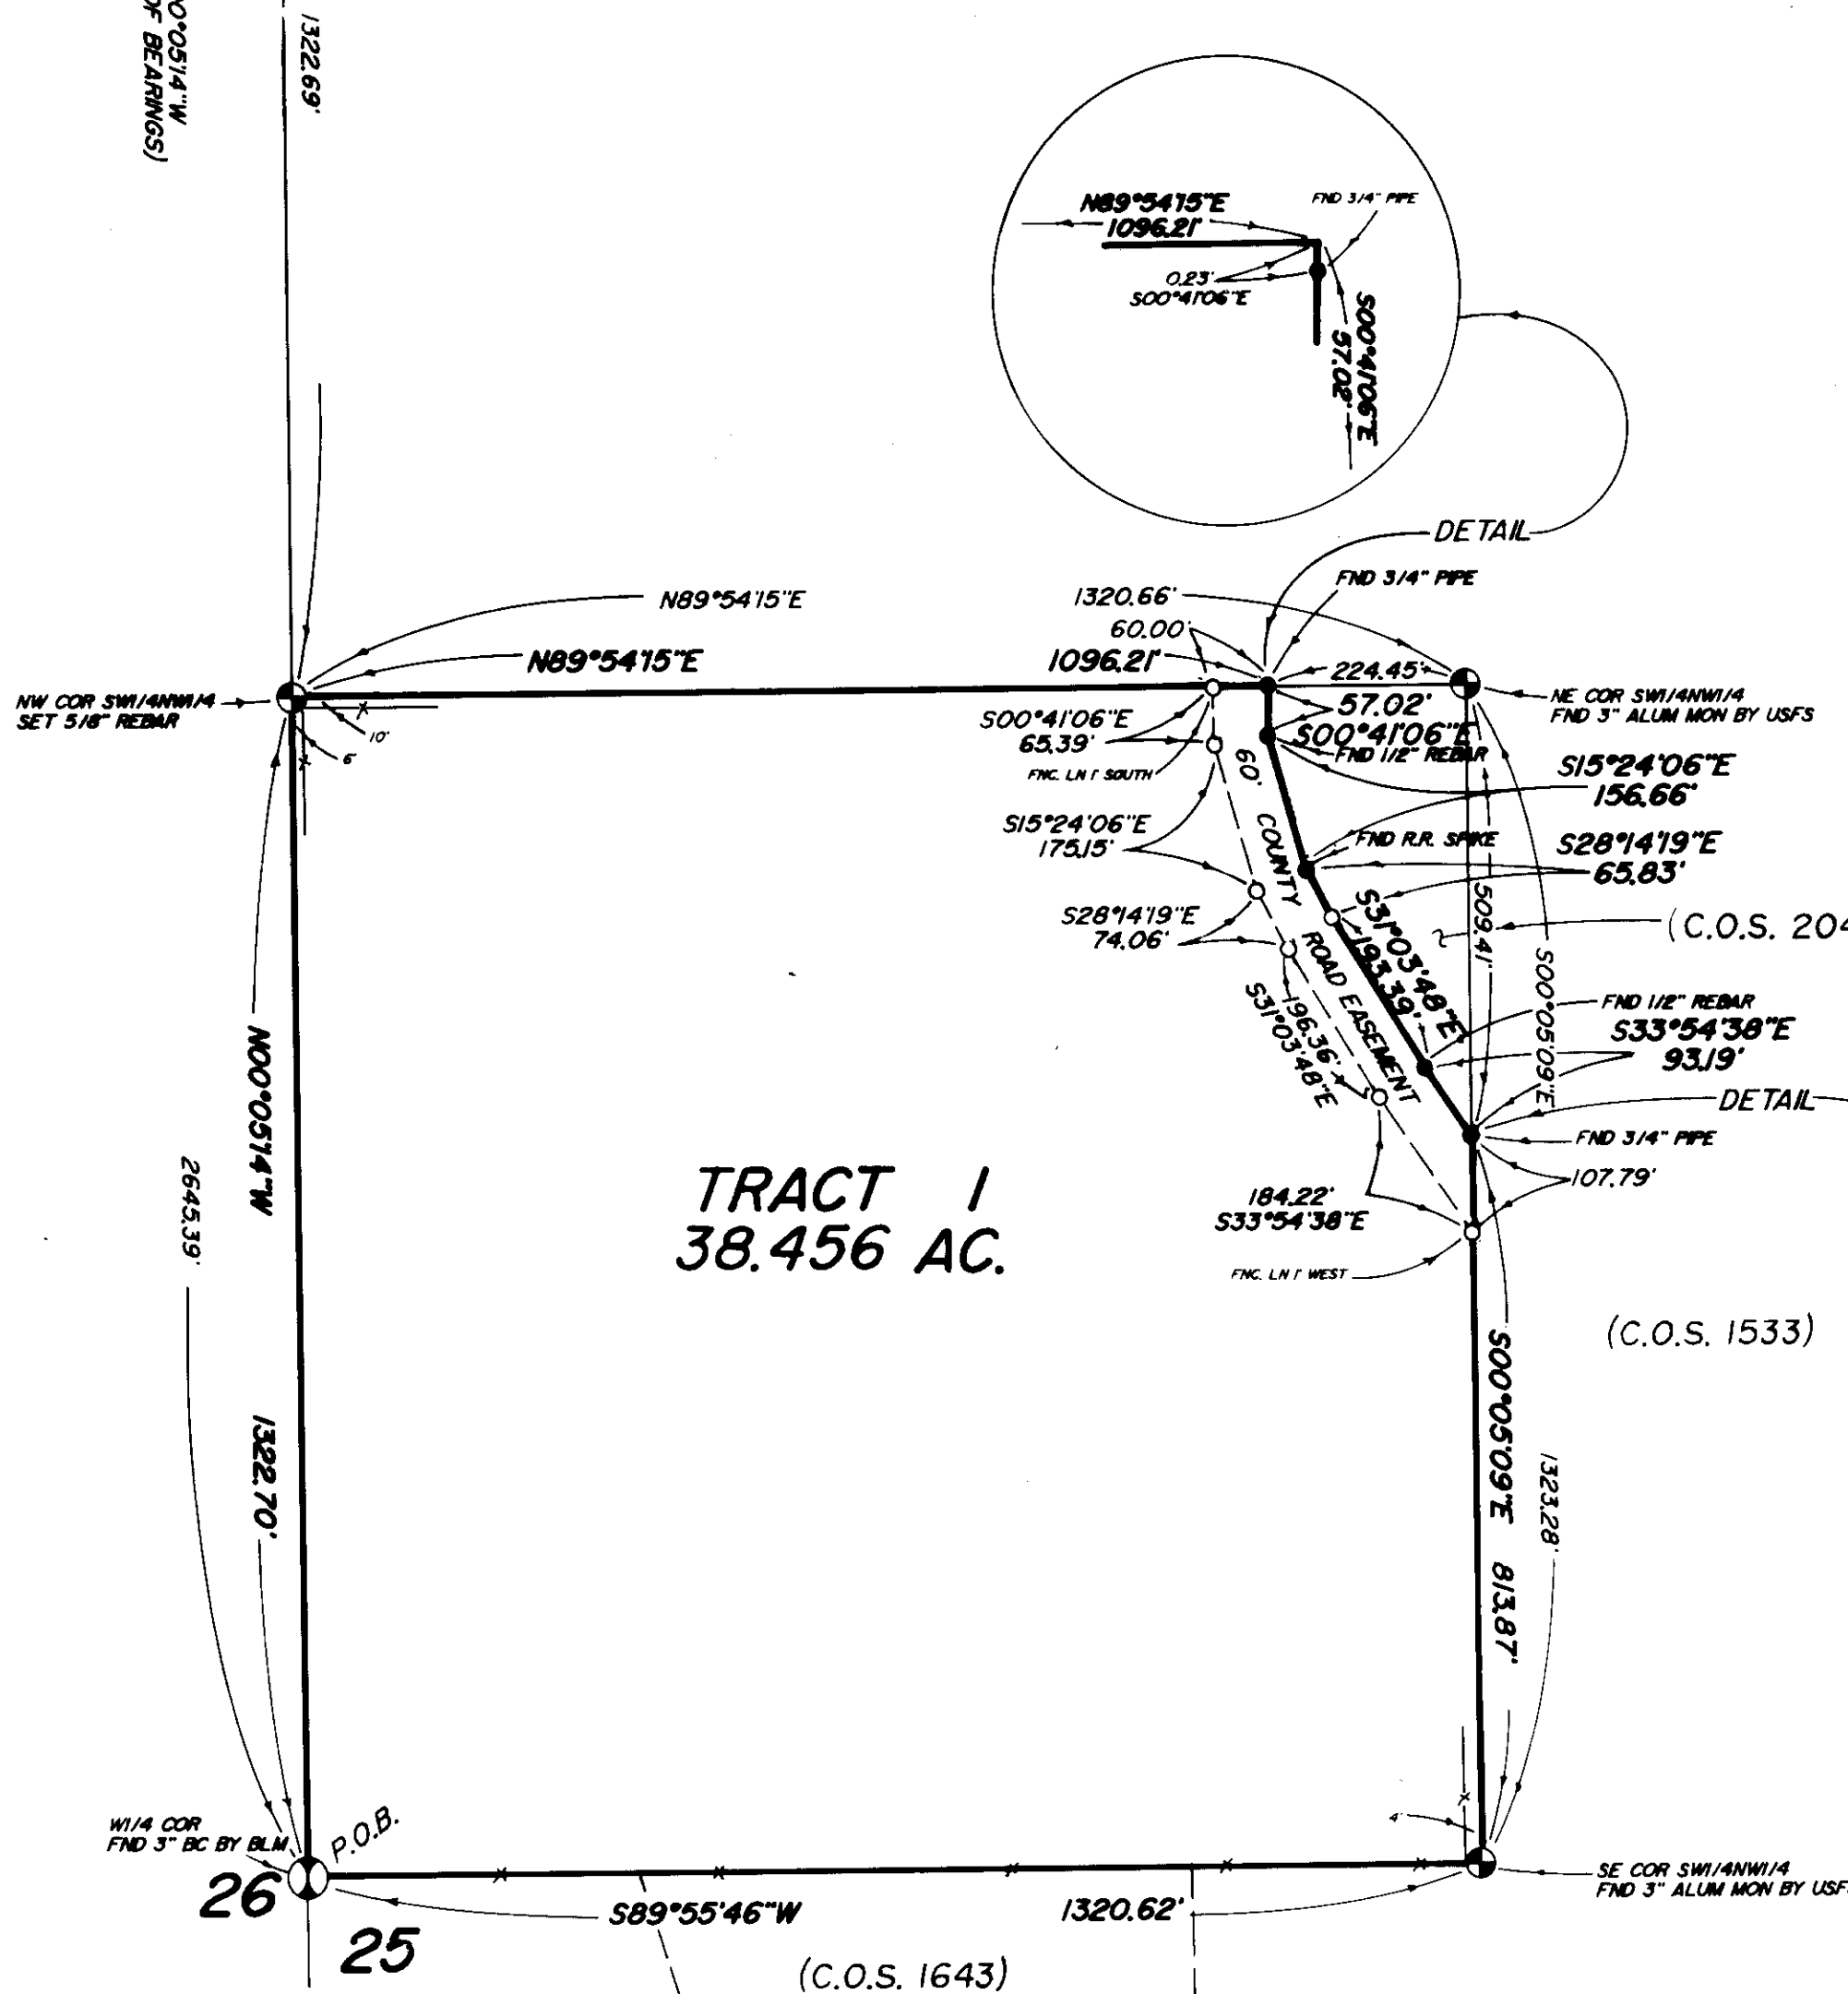 0°05'14"W
OF BEARINGS)
1322.69'
N89°54'15"E
1096.21'
FND 3/4" PIPE
0.23'
S00°41'06"E
S00°41'06"E
57.02'
DETAIL
FND 3/4" PIPE
N89°54'15"E
1320.66'
60.00'
N89°54'15"E
1096.21'
224.45'
NW COR SW1/4NW1/4
SET 5/8" REBAR
NE COR SW1/4NW1/4
FND 3" ALUM MON BY USFS
10'
6'
S00°41'06"E
65.39'
57.02'
S00°41'06"E
FND 1/2" REBAR
FNC. LN 1' SOUTH
S15°24'06"E
156.66'
S15°24'06"E
175.15'
FND R.R. SPIKE
S28°14'19"E
65.83'
S28°14'19"E
74.06'
60' COUNTY ROAD EASEMENT
S31°03'48"E
193.39'
509.41'
(C.O.S. 204
S00°05'09"E
196.36'
S31°03'48"E
FND 1/2" REBAR
S33°54'38"E
93.19'
DETAIL
FND 3/4" PIPE
107.79'
N00°05'14"W
1322.70'
2645.39'
TRACT 1
38.456 AC.
184.22'
S33°54'38"E
FNC. LN 1' WEST
(C.O.S. 1533)
S00°05'09"E 813.87'
1323.28'
W1/4 COR
FND 3" BC BY BLM
P.O.B.
26
25
4'
SE COR SW1/4NW1/4
FND 3" ALUM MON BY USF
S89°55'46"W
1320.62'
(C.O.S. 1643)